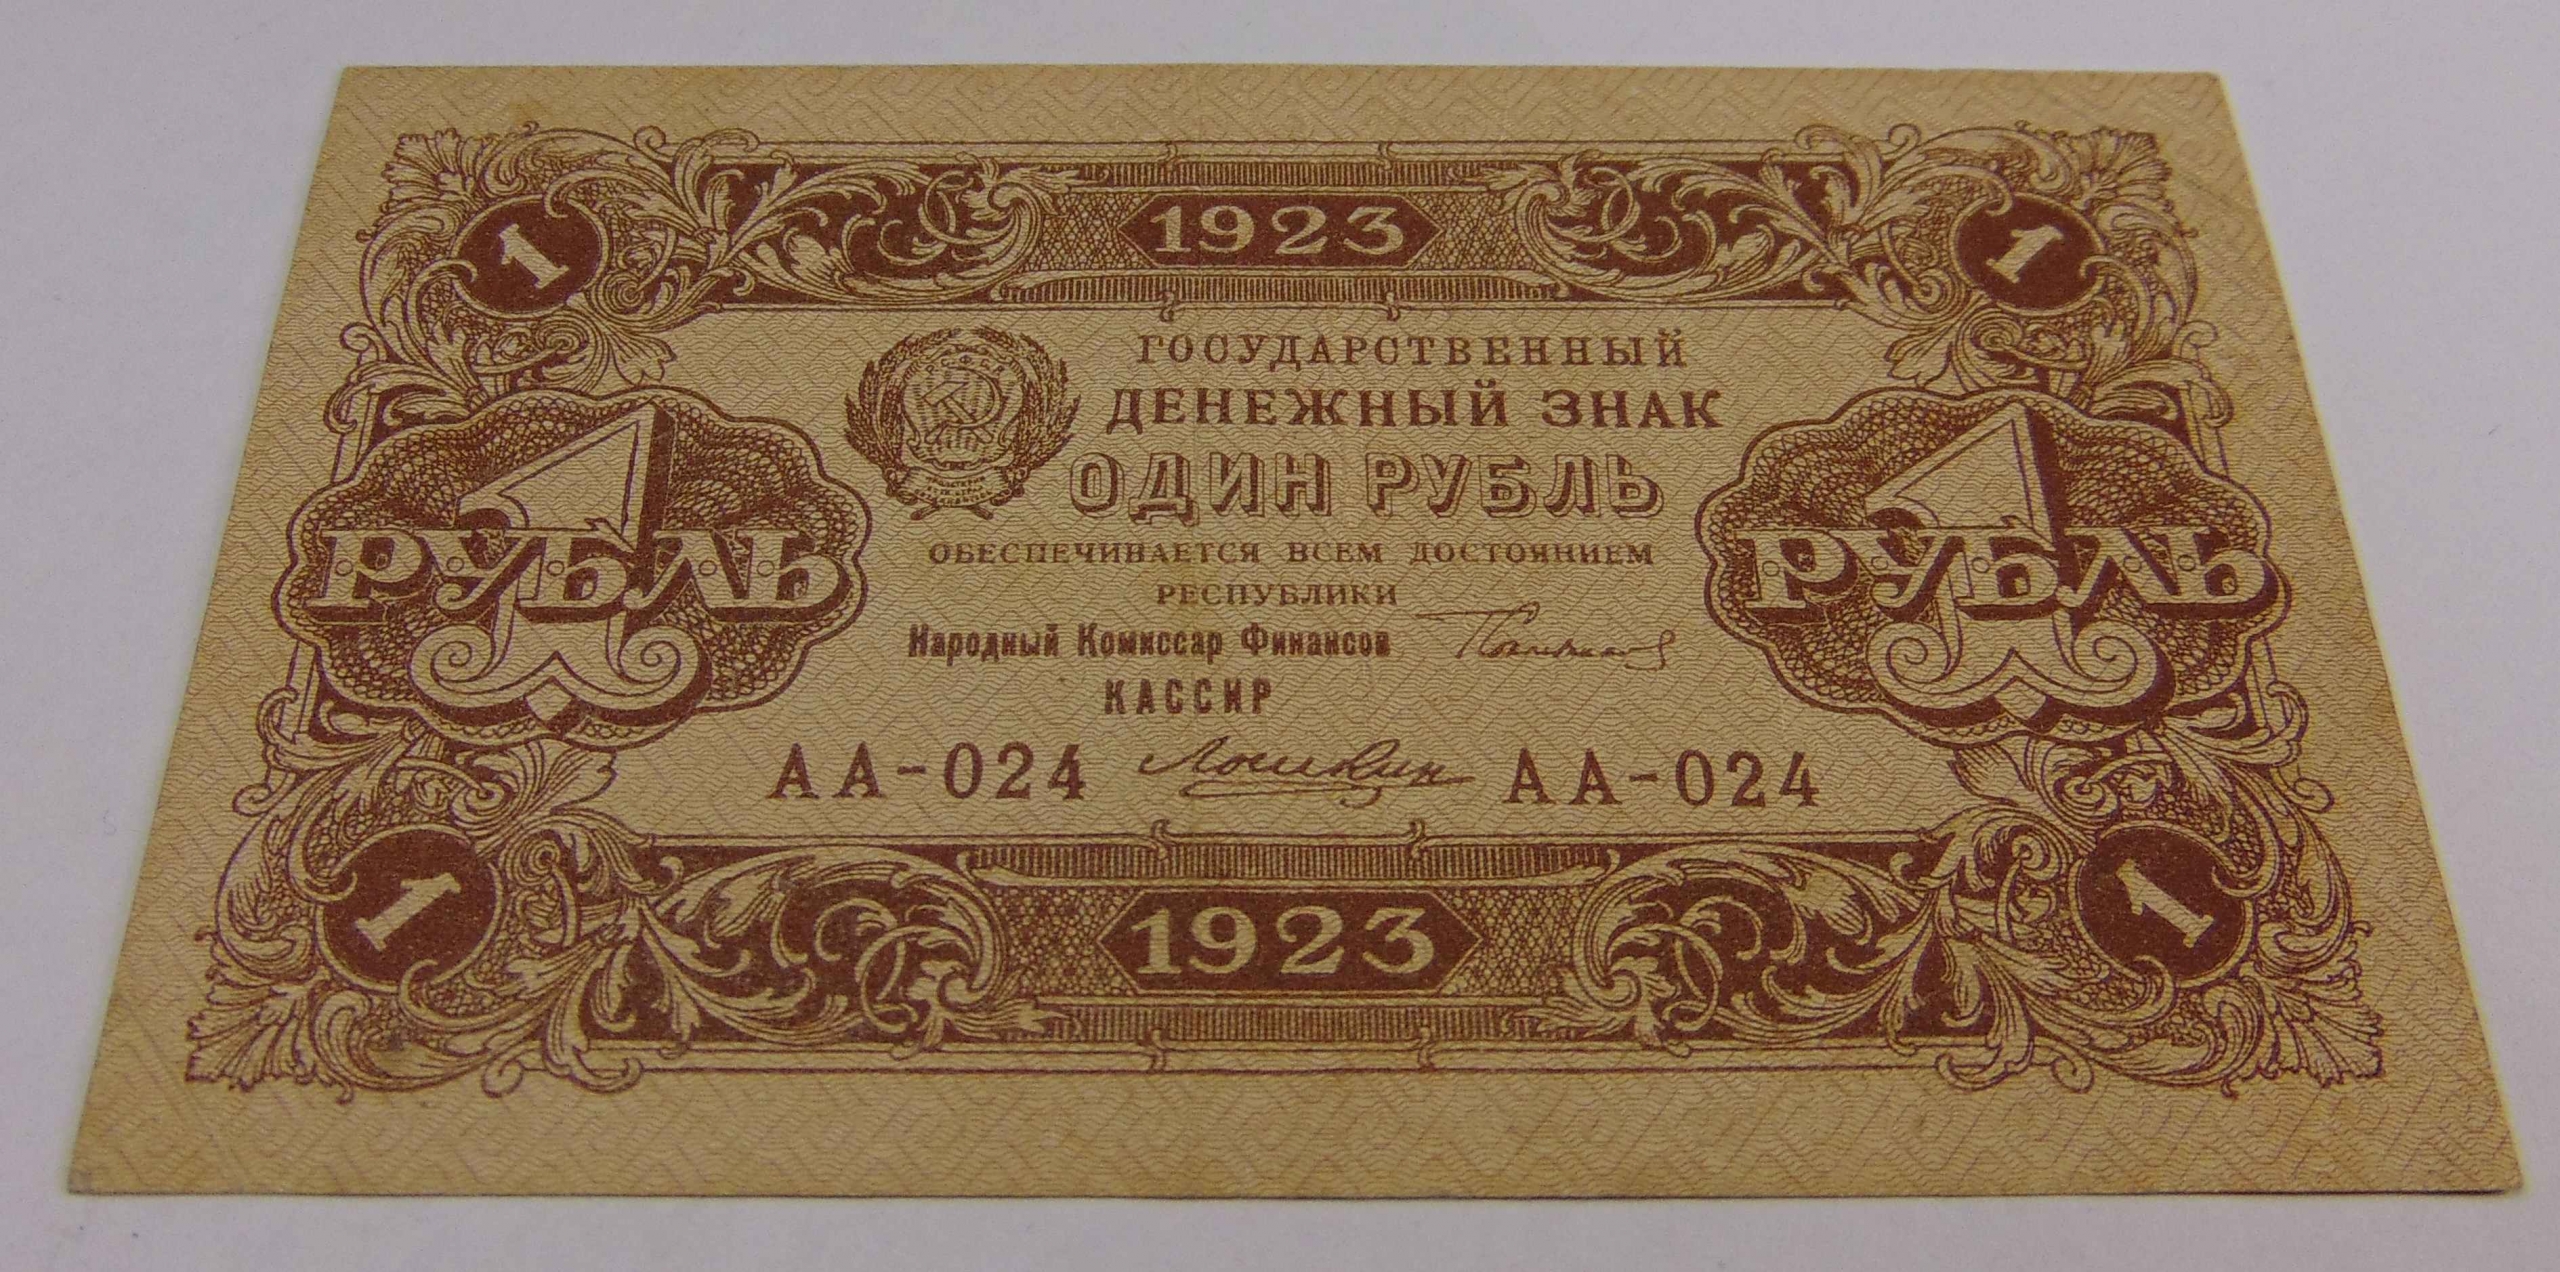 1923
1
1
Р.С.Ф.С.Р.
ГОСУДАРСТВЕННЫЙ
ДЕНЕЖНЫЙ ЗНАК
ОДИН РУБЛЬ
1 РУБЛЬ
1 РУБЛЬ
ОБЕСПЕЧИВАЕТСЯ ВСЕМ ДОСТОЯНИЕМ
РЕСПУБЛИКИ
Народный Комиссар Финансов
КАССИР
АА-024
АА-024
1
1923
1